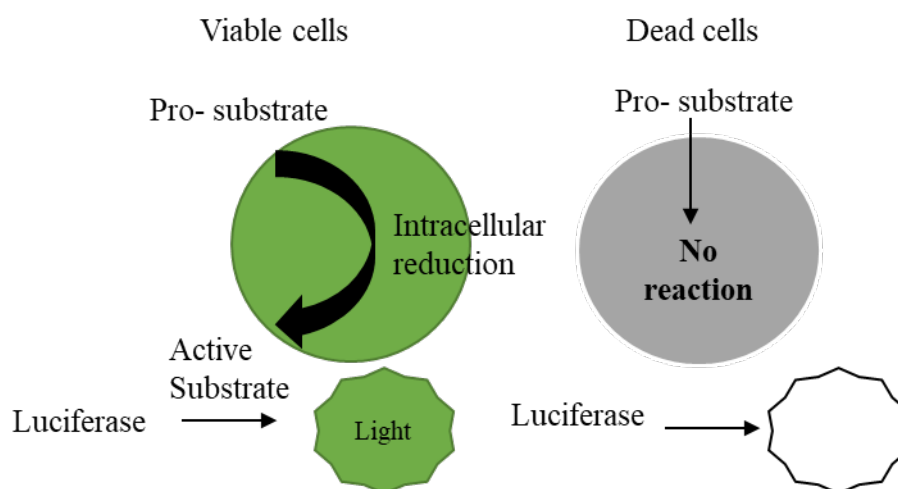 Viable cells
Dead cells
Pro- substrate
Pro- substrate
Intracellular
reduction
No
reaction
Active
Substrate
Luciferase
Light
Luciferase